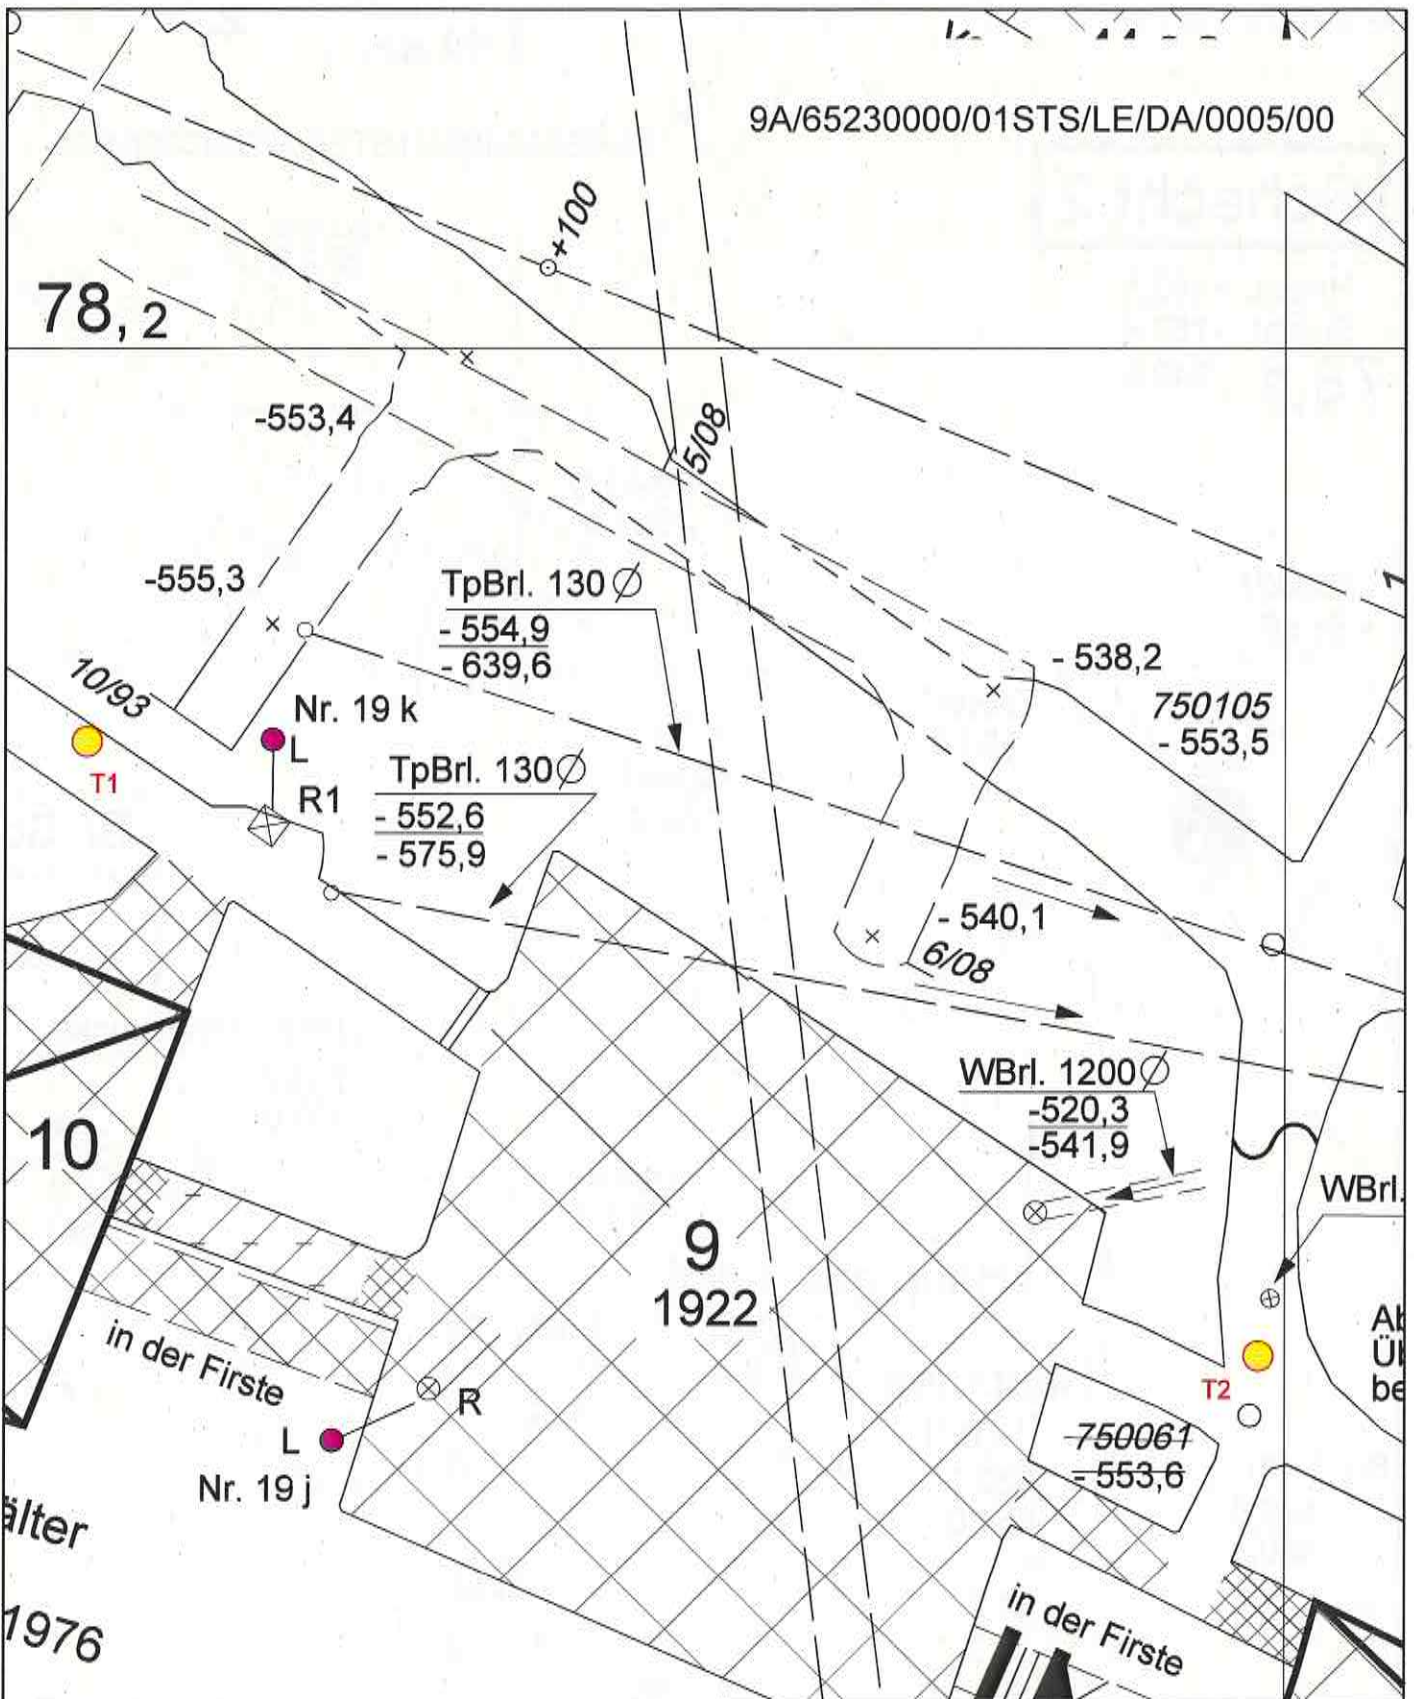 9A/65230000/01STS/LE/DA/0005/00
+100
78, 2
-553,4
5/08
1
-555,3
TpBrl. 130 Ø
- 554,9
- 639,6
- 538,2
750105
- 553,5
10/93
Nr. 19 k
L
R1
T1
TpBrl. 130 Ø
- 552,6
- 575,9
- 540,1
6/08
WBrl. 1200 Ø
-520,3
-541,9
10
WBrl.
9
1922
in der Firste
R
L
Nr. 19 j
T2
750061
- 553,6
älter
1976
in der Firste